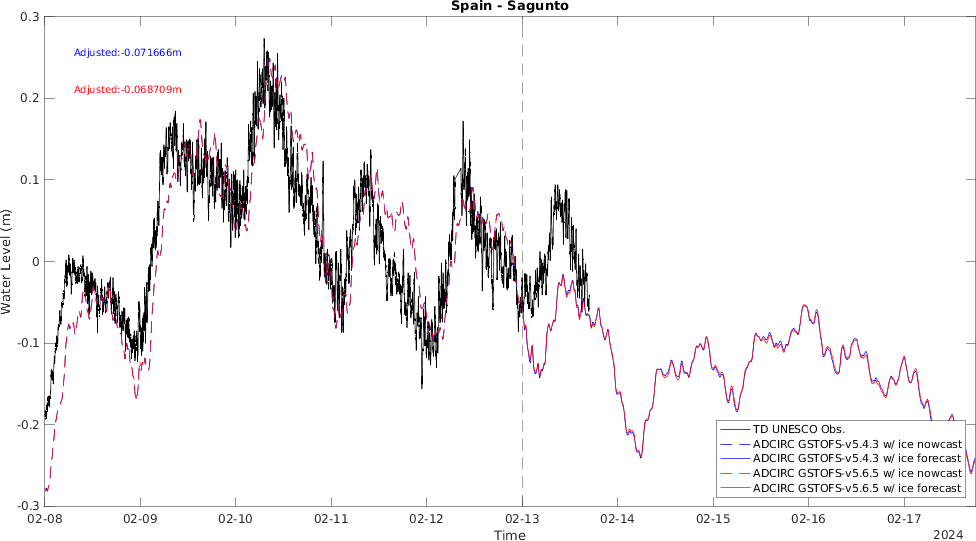 Spain - Sagunto
0.3
0.2
0.1
0
-0.1
-0.2
-0.3
Water Level (m)
Adjusted:-0.071666m
Adjusted:-0.068709m
TD UNESCO Obs.
ADCIRC GSTOFS-v5.4.3 w/ ice nowcast
ADCIRC GSTOFS-v5.4.3 w/ ice forecast
ADCIRC GSTOFS-v5.6.5 w/ ice nowcast
ADCIRC GSTOFS-v5.6.5 w/ ice forecast
02-08 02-09 02-10 02-11 02-12 02-13 02-14 02-15 02-16 02-17
Time
2024